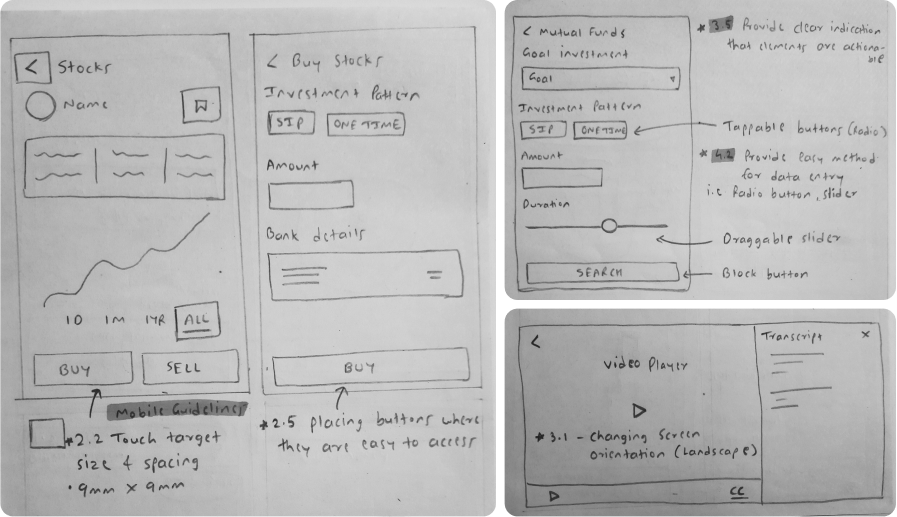 < Stocks
Name
1D 1M 1YR ALL
BUY SELL
Mobile Guidelines
*2.2 Touch target
size & spacing
• 9mm x 9mm
< Buy Stocks
Investment Pattern
SIP ONE TIME
Amount
Bank details
BUY
*2.5 placing buttons where
they are easy to access
< Mutual Funds
Goal investment
Goal
Investment Pattern
SIP ONE TIME
Amount
Duration
SEARCH
* 3.5 Provide clear indication
that elements are actiona-
ble
Tappable buttons (Radio)
* 4.2 Provide easy method
for data entry
i.e Radio button, slider
Draggable slider
Block button
<
Video Player
*3.1 - Changing Screen
orientation (Landscape)
CC
Transcript x